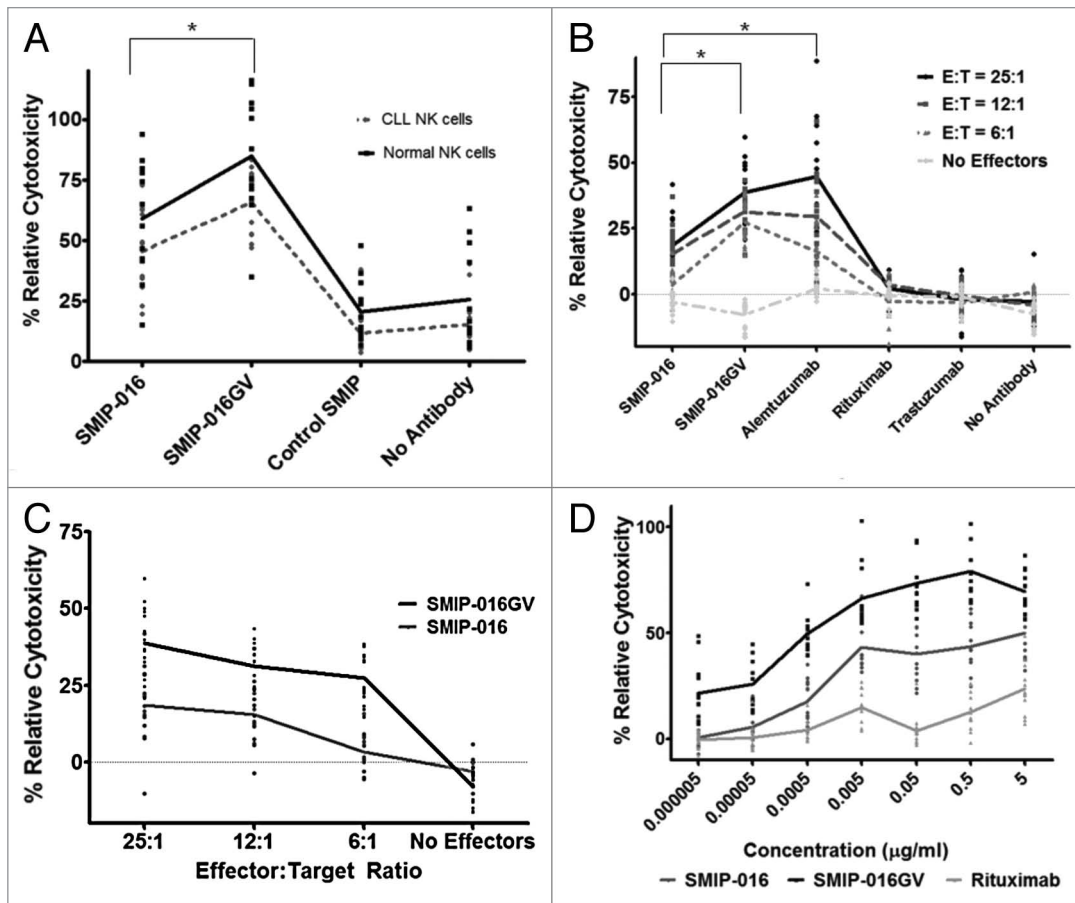 A
*
% Relative Cytotoxicity
100
75
50
25
0
CLL NK cells
Normal NK cells
SMIP-016
SMIP-016GV
Control SMIP
No Antibody
B
*
*
% Relative Cytotoxicity
75
50
25
0
E:T = 25:1
E:T = 12:1
E:T = 6:1
No Effectors
SMIP-016
SMIP-016GV
Alemtuzumab
Rituximab
Trastuzumab
No Antibody
C
% Relative Cytotoxicity
75
50
25
0
SMIP-016GV
SMIP-016
25:1 12:1 6:1 No Effectors
Effector:Target Ratio
D
% Relative Cytotoxicity
100
50
0
0.000005
0.00005
0.0005
0.005
0.05
0.5
5
Concentration (µg/ml)
SMIP-016 SMIP-016GV Rituximab